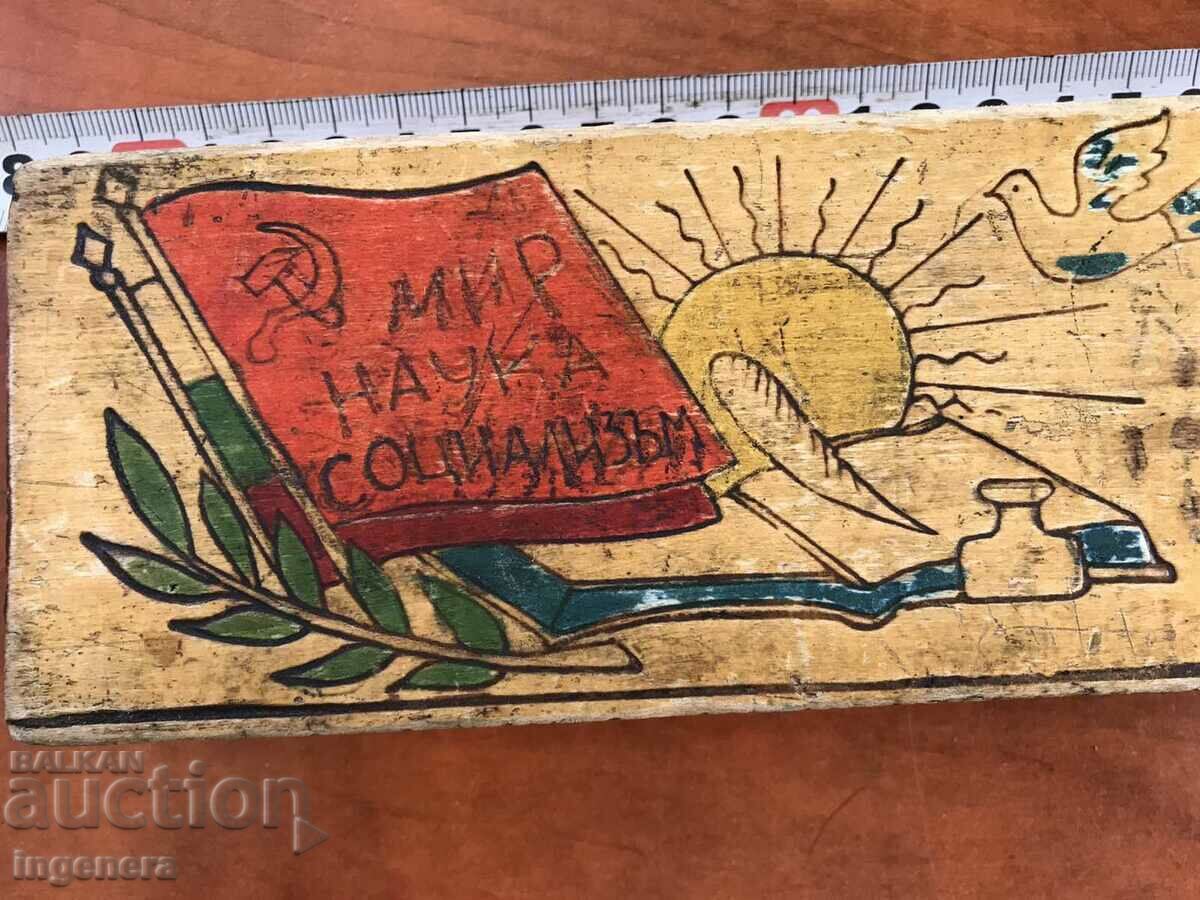 МИР
НАУКА
СОЦИАЛИЗЪМ
BALKAN
auction
ingenera